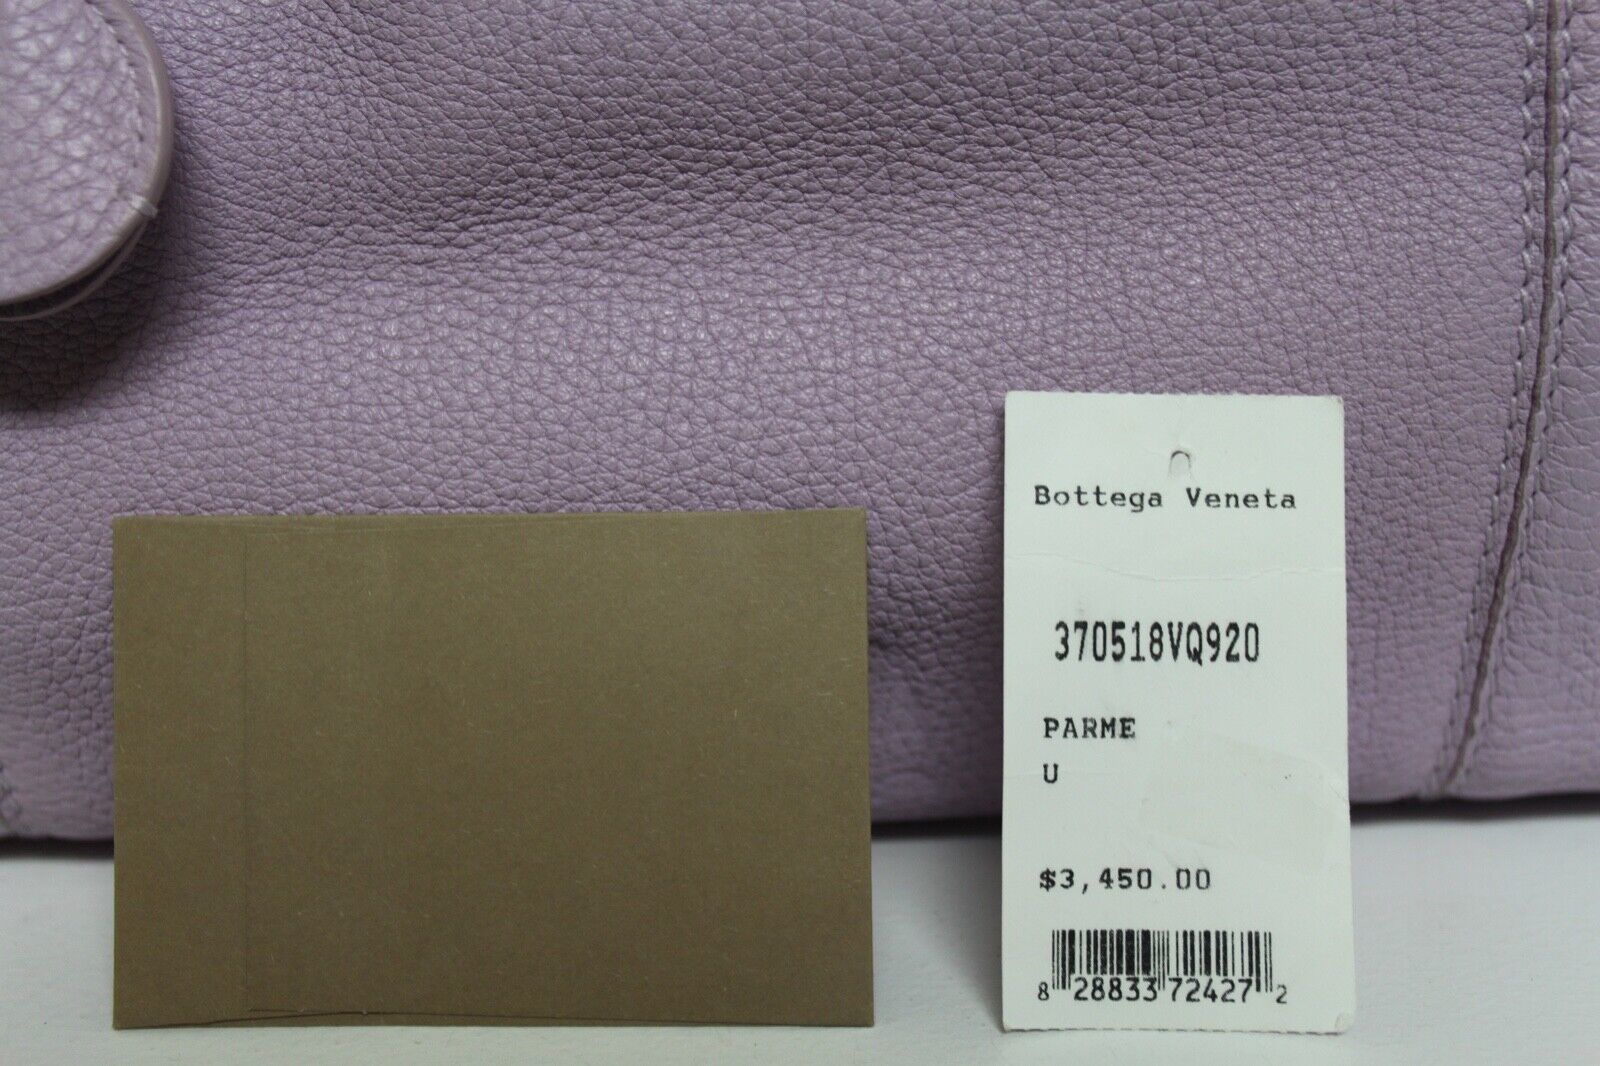 Bottega Veneta
370518VQ920
PARME
U
$3,450.00
8 28833 72427 2